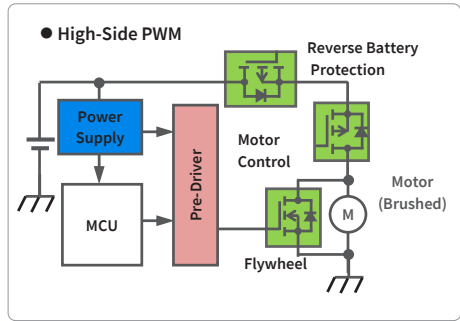 ● High-Side PWM
Reverse Battery
Protection
Power
Supply
Pre-Driver
Motor
Control
MCU
M
Motor
(Brushed)
Flywheel